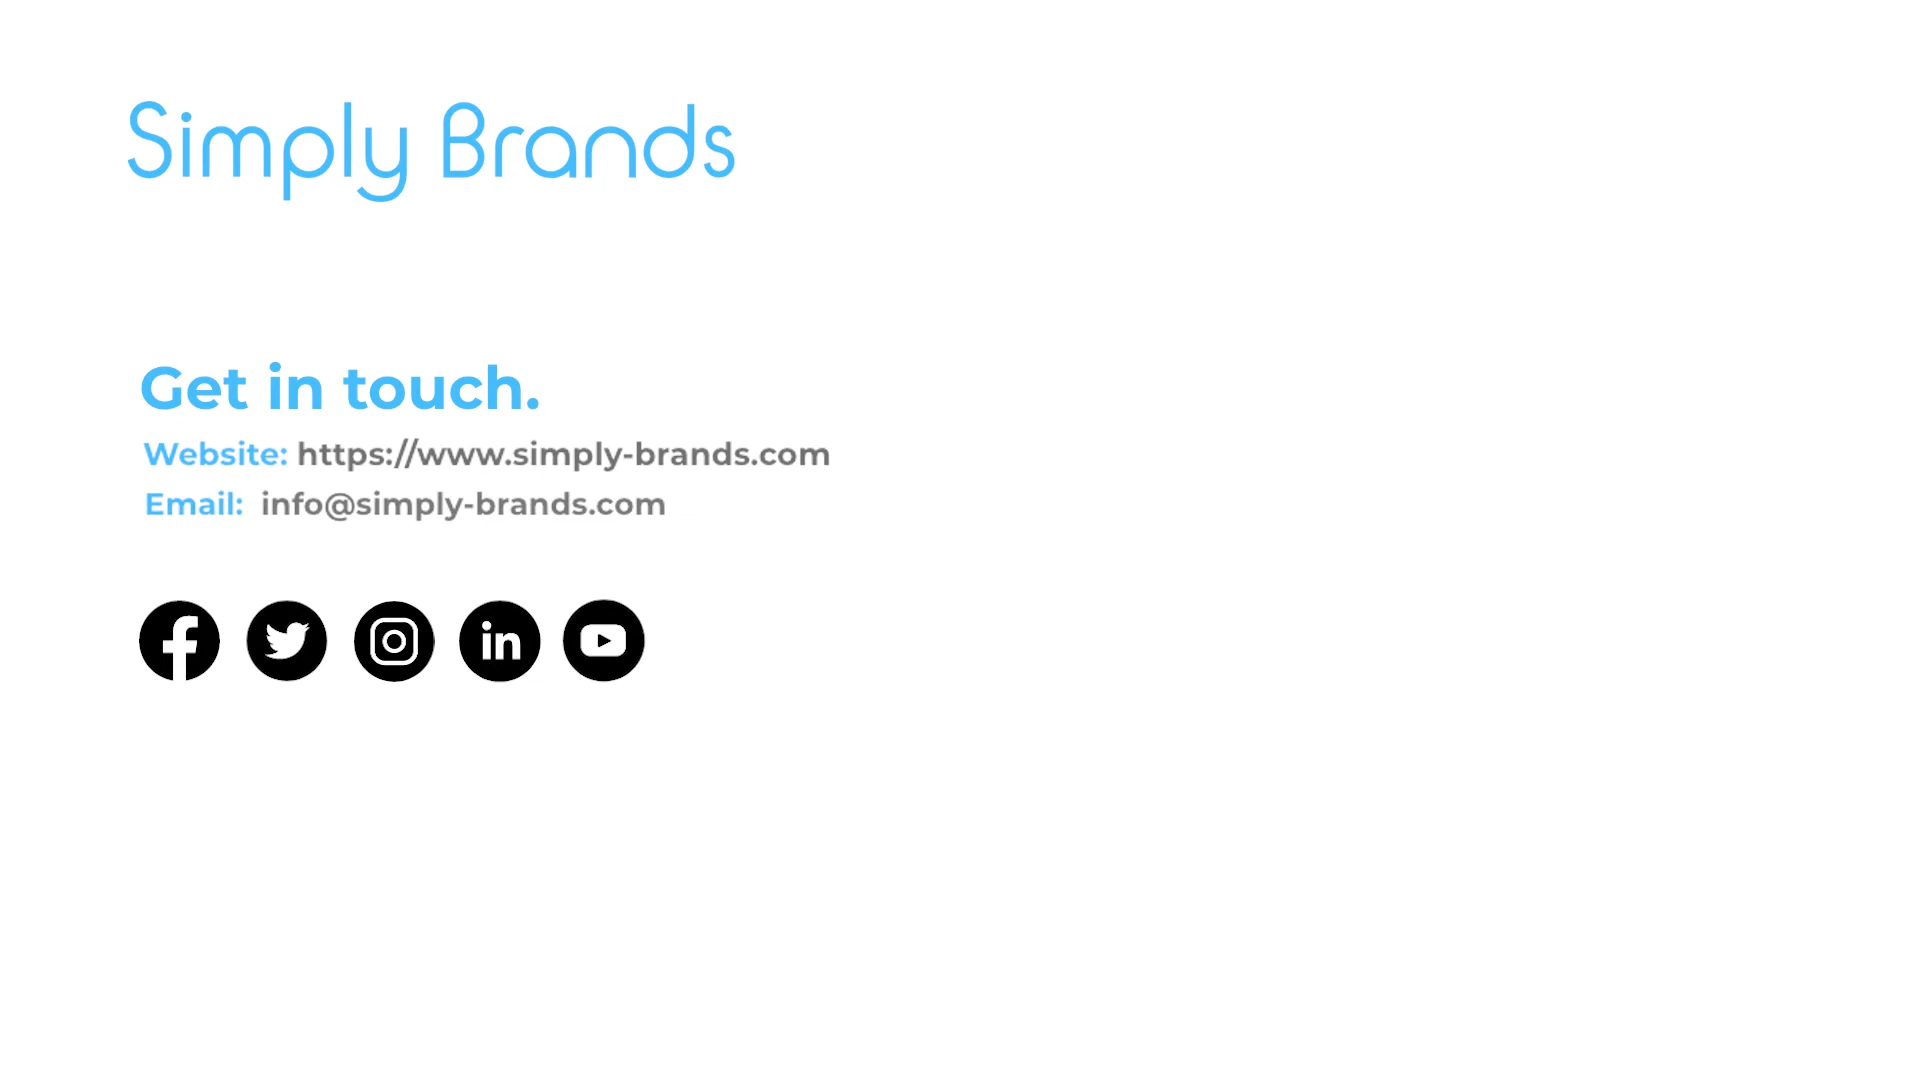 Simply Brands
Get in touch.
Website: https://www.simply-brands.com
Email: info@simply-brands.com